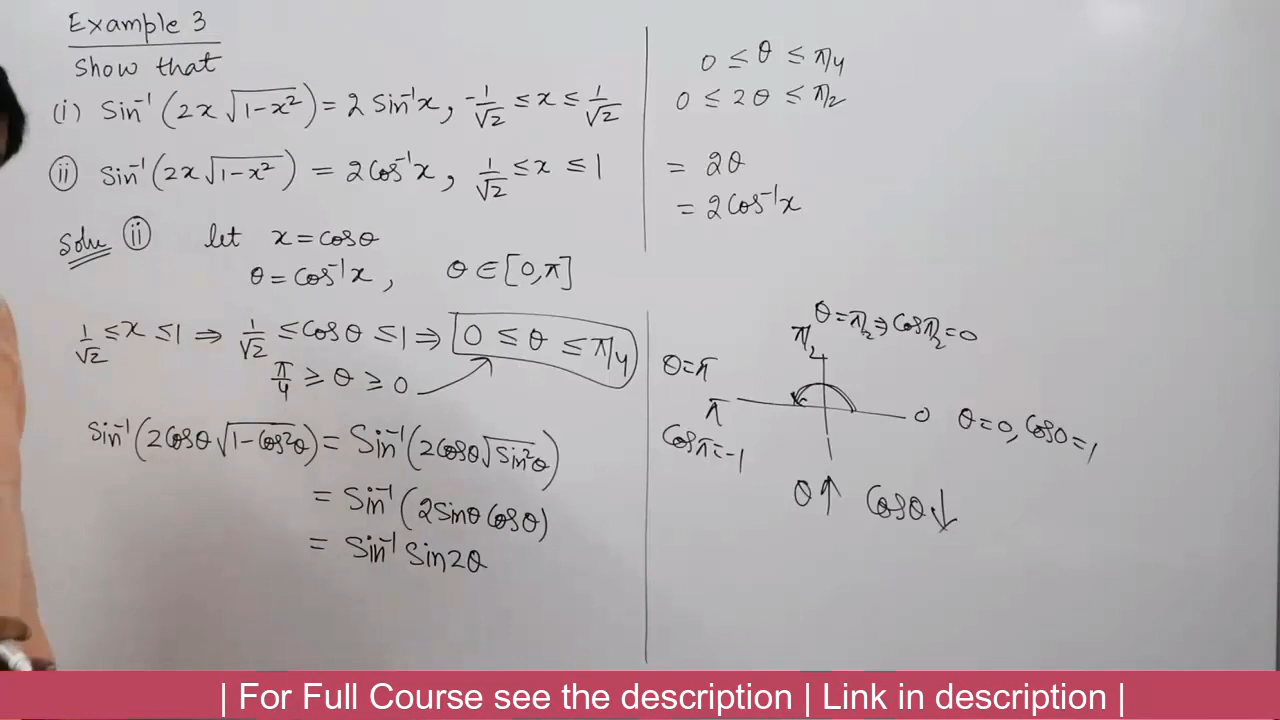 Example 3
Show that
(i) Sin⁻¹(2x√(1-x²)) = 2 Sin⁻¹x, -1/√2 ≤ x ≤ 1/√2
(ii) Sin⁻¹(2x√(1-x²)) = 2Cos⁻¹x, 1/√2 ≤ x ≤ 1
Solu (ii) let x = Cosθ
θ = Cos⁻¹x, θ ∈ [0,π]
1/√2 ≤ x ≤ 1 ⇒ 1/√2 ≤ Cosθ ≤ 1 ⇒ 0 ≤ θ ≤ π/4
π/4 ≥ θ ≥ 0
Sin⁻¹(2Cosθ√(1-Cos²θ)) = Sin⁻¹(2Cosθ√(Sin²θ))
= Sin⁻¹(2Sinθ Cosθ)
= Sin⁻¹ Sin2θ
0 ≤ θ ≤ π/4
0 ≤ 2θ ≤ π/2
= 2θ
= 2Cos⁻¹x
θ = π/2 ⇒ Cosπ/2 = 0
π/2
θ = π
π
Cosπ = -1
0 θ = 0, Cos0 = 1
θ↑ Cosθ↓
| For Full Course see the description | Link in description |